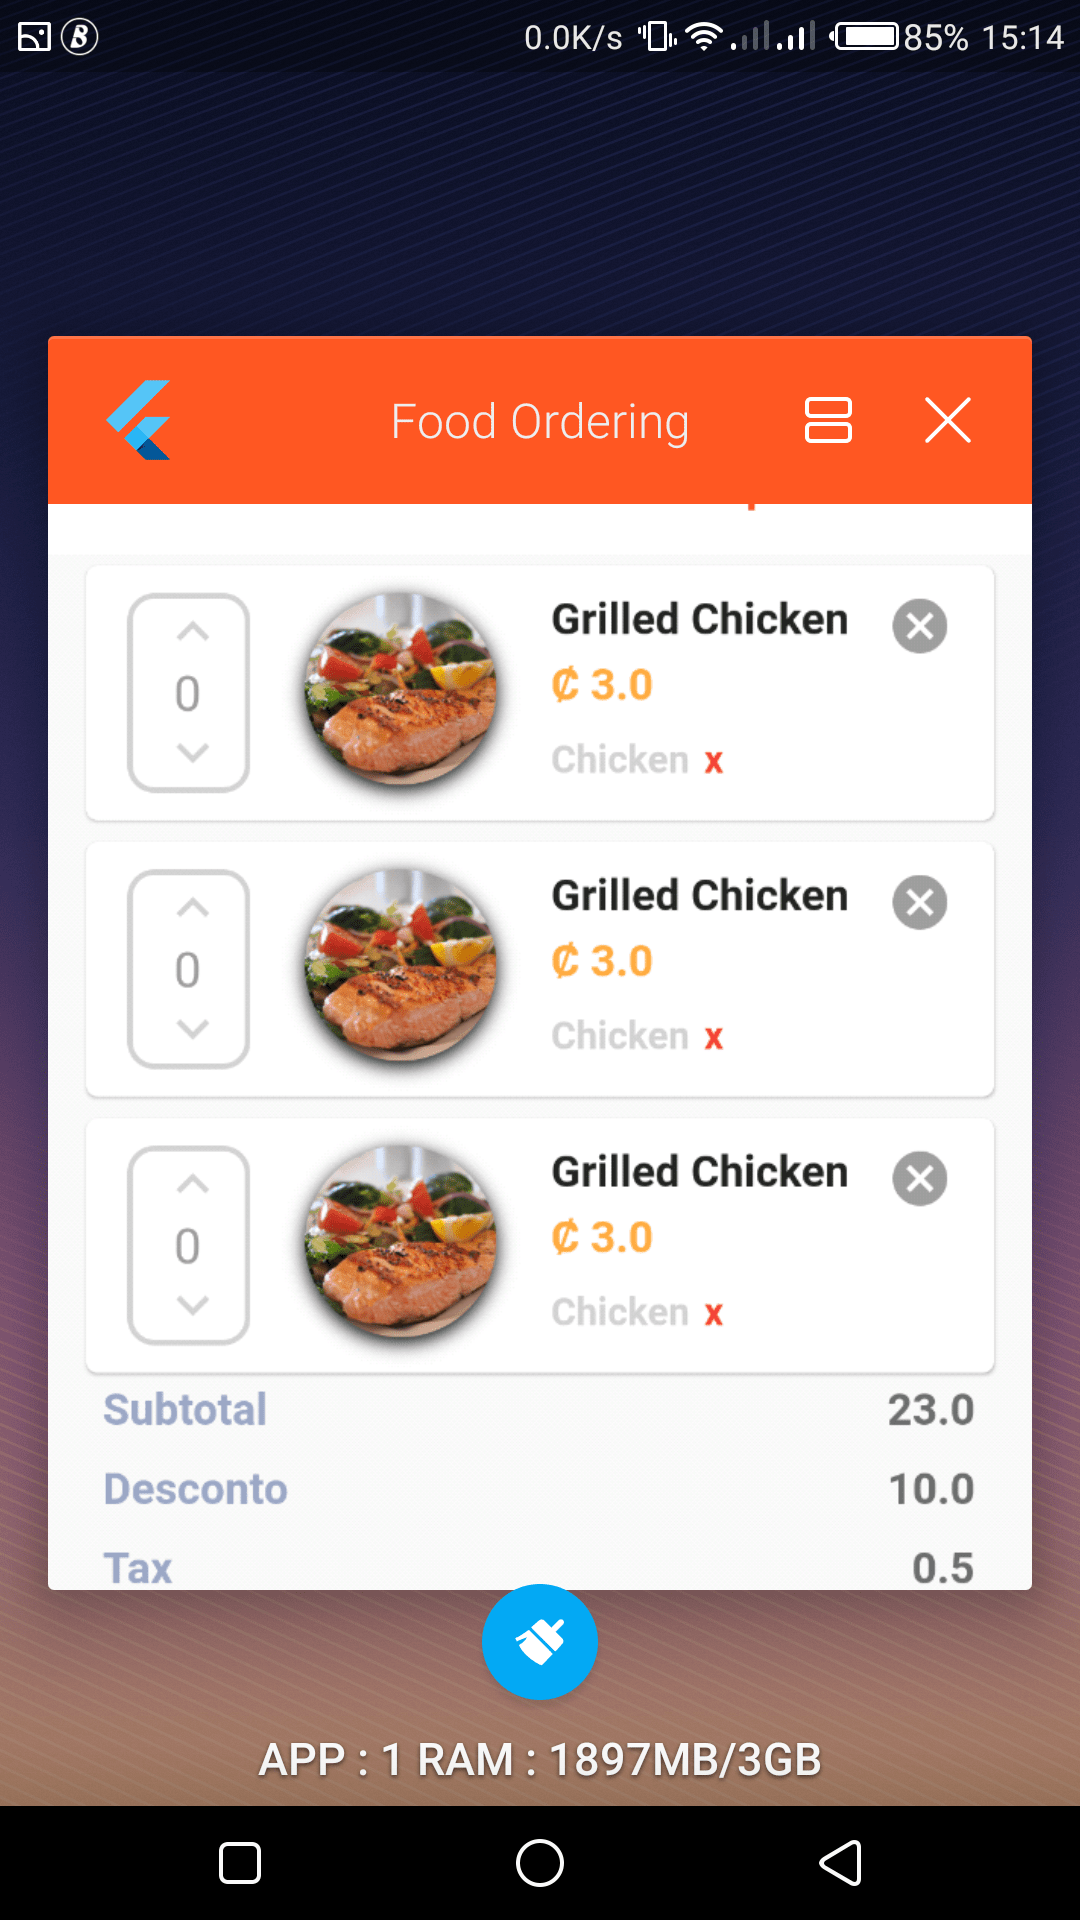 0.0K/s 85% 15:14
Food Ordering
Grilled Chicken
0
₵ 3.0
Chicken x
Grilled Chicken
0
₵ 3.0
Chicken x
Grilled Chicken
0
₵ 3.0
Chicken x
Subtotal 23.0
Desconto 10.0
Tax 0.5
APP : 1 RAM : 1897MB/3GB